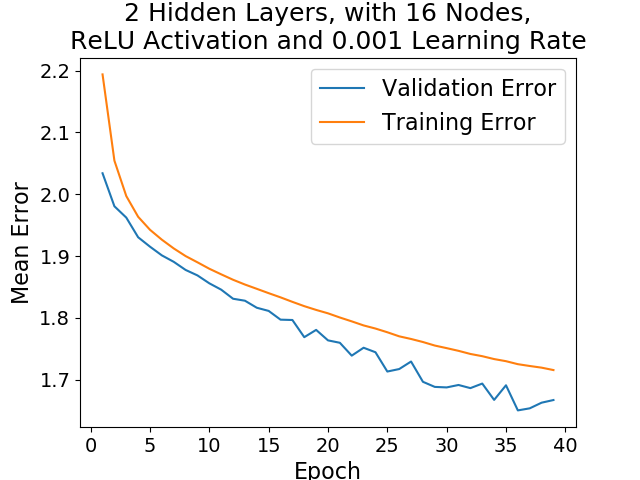 2 Hidden Layers, with 16 Nodes,
ReLU Activation and 0.001 Learning Rate
Validation Error
Training Error
Mean Error
2.2
2.1
2.0
1.9
1.8
1.7
0 5 10 15 20 25 30 35 40
Epoch